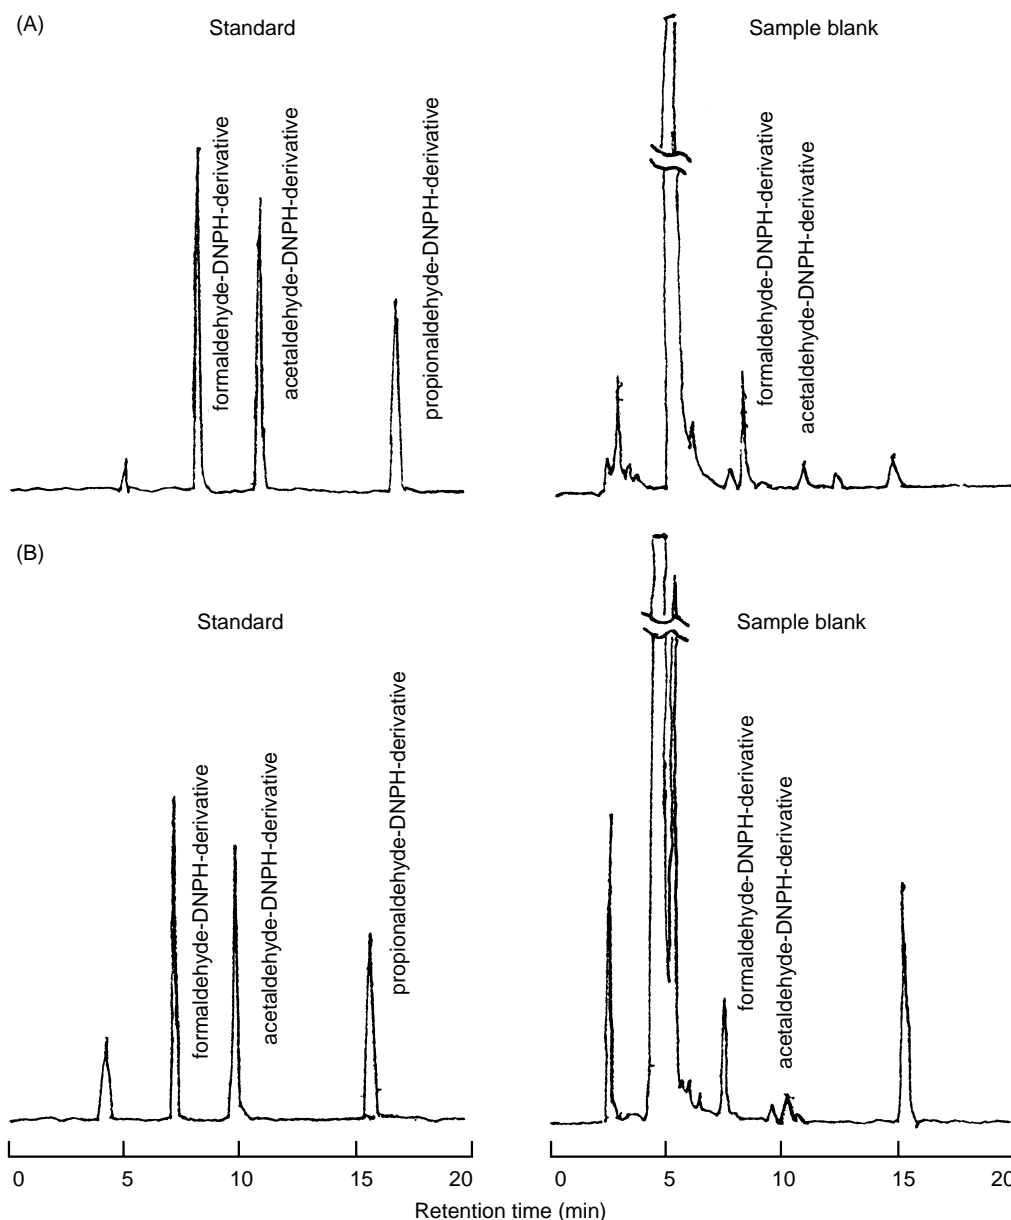 (A)
Standard
Sample blank
formaldehyde-DNPH-derivative
acetaldehyde-DNPH-derivative
propionaldehyde-DNPH-derivative
formaldehyde-DNPH-derivative
acetaldehyde-DNPH-derivative
(B)
Standard
Sample blank
formaldehyde-DNPH-derivative
acetaldehyde-DNPH-derivative
propionaldehyde-DNPH-derivative
formaldehyde-DNPH-derivative
acetaldehyde-DNPH-derivative
0 5 10 15 20 0 5 10 15 20
Retention time (min)